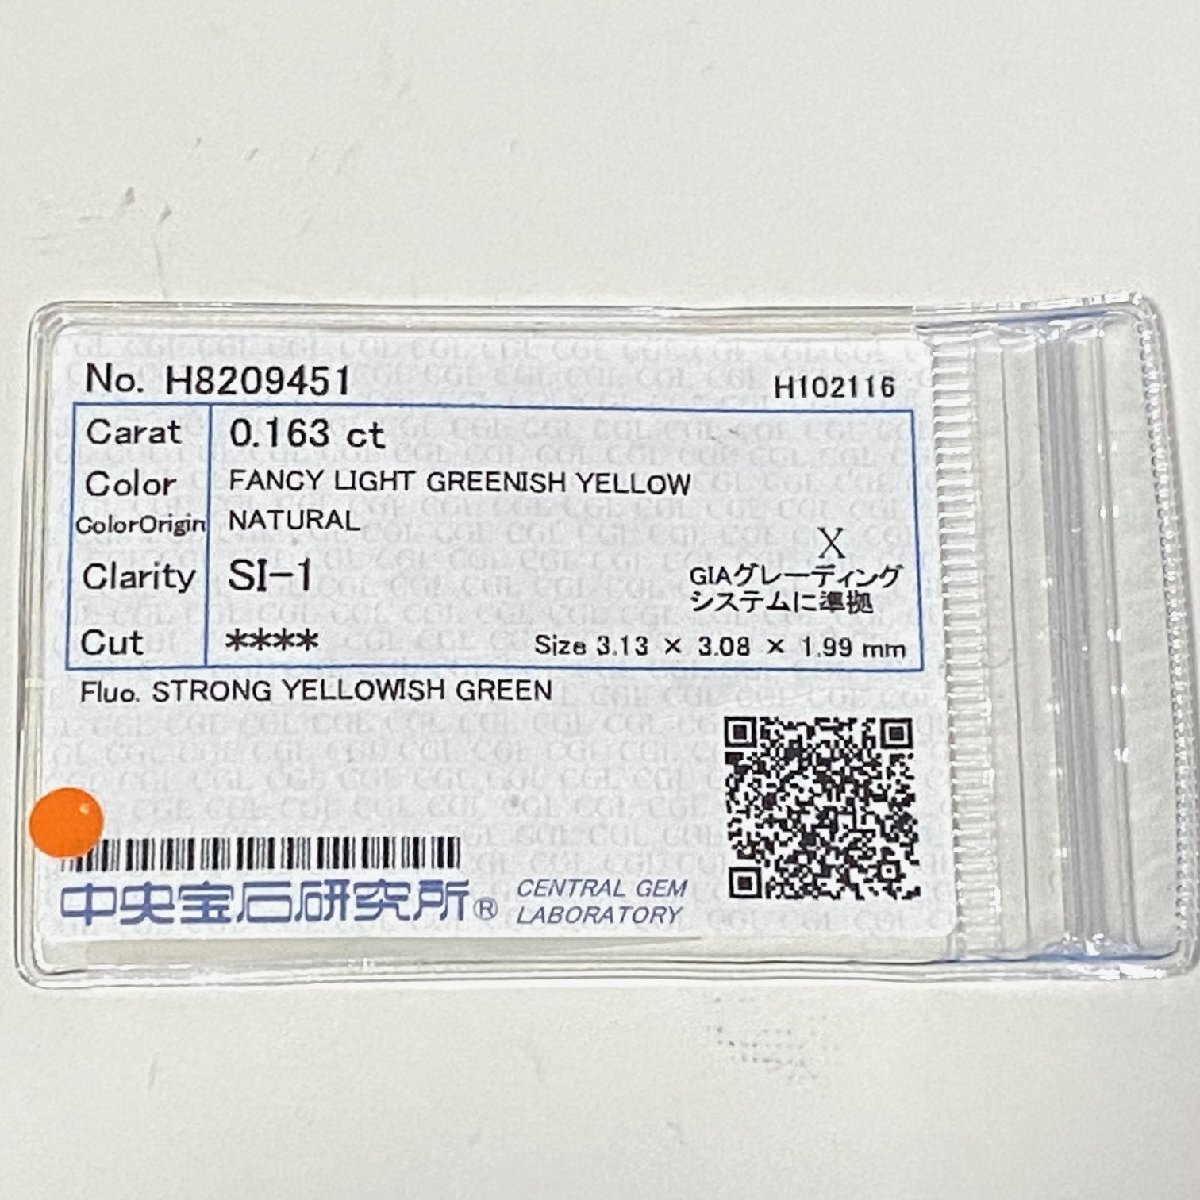 No. H8209451 H102116
Carat 0.163 ct
Color FANCY LIGHT GREENISH YELLOW
ColorOrigin NATURAL
X
Clarity SI-1 GIAグレーディング
システムに準拠
Cut **** Size 3.13 × 3.08 × 1.99 mm
Fluo. STRONG YELLOWISH GREEN
中央宝石研究所® CENTRAL GEM
LABORATORY